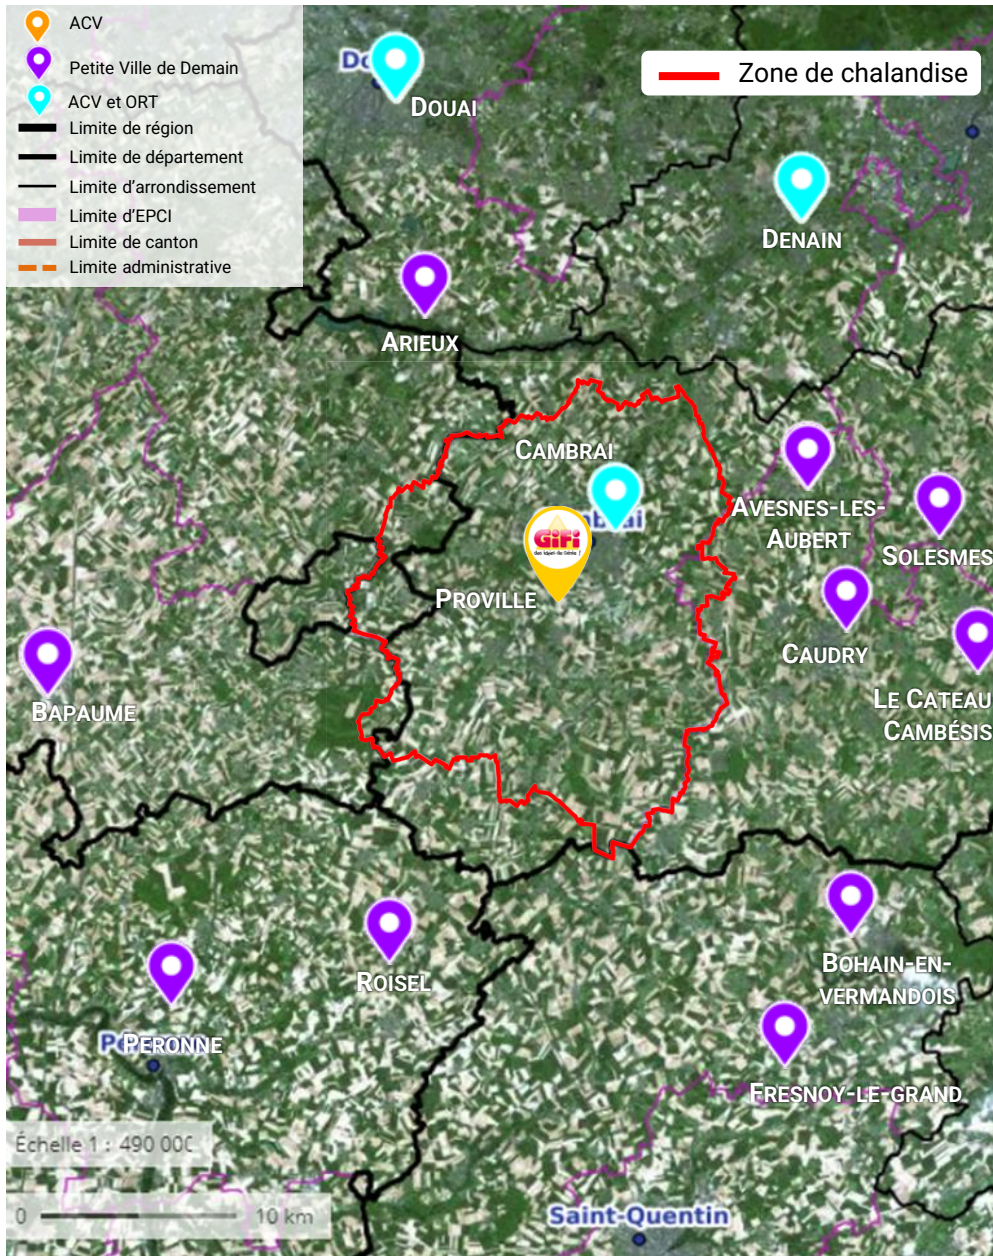 ACV
Petite Ville de Demain
ACV et ORT
Limite de région
Limite de département
Limite d'arrondissement
Limite d'EPCI
Limite de canton
Limite administrative
Zone de chalandise
Do
DOUAI
DENAIN
ARIEUX
CAMBRAI
AVESNES-LES-
AUBERT
SOLESMES
GiFi
PROVILLE
CAUDRY
LE CATEAU
CAMBÉSIS
BAPAUME
ROISEL
BOHAIN-EN-
VERMANDOIS
PERONNE
FRESNOY-LE-GRAND
Échelle 1 : 490 000
0 10 km
Saint-Quentin